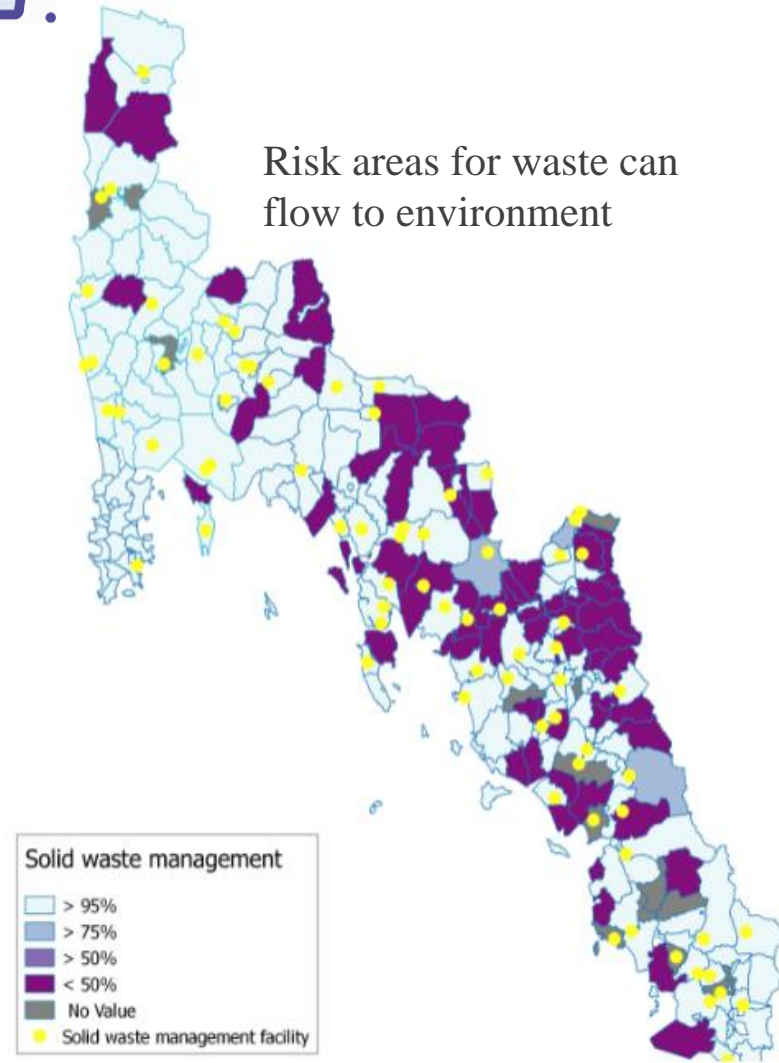 Risk areas for waste can
flow to environment
Solid waste management
> 95%
> 75%
> 50%
< 50%
No Value
Solid waste management facility